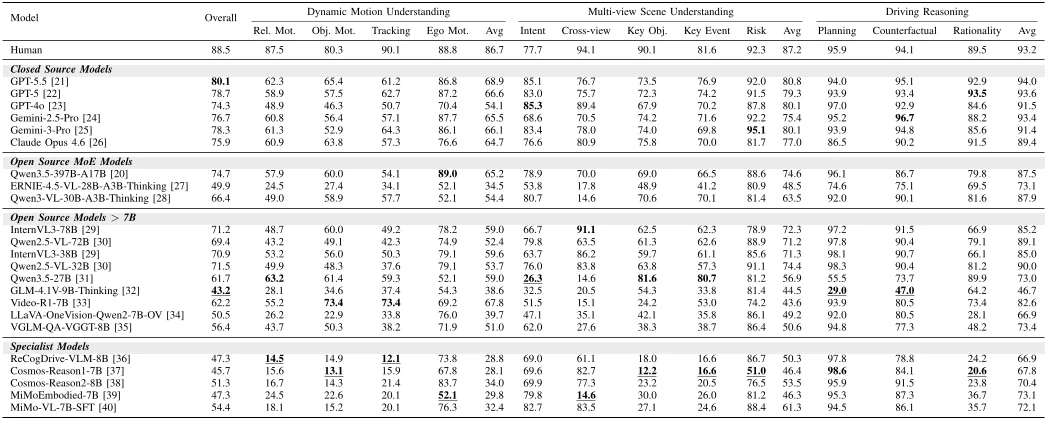 Model Overall Dynamic Motion Understanding Multi-view Scene Understanding Driving Reasoning
Rel. Mot. Obj. Mot. Tracking Ego Mot. Avg Intent Cross-view Key Obj. Key Event Risk Avg Planning Counterfactual Rationality Avg
Human 88.5 87.5 80.3 90.1 88.8 86.7 77.7 94.1 90.1 81.6 92.3 87.2 95.9 94.1 89.5 93.2
Closed Source Models
GPT-5.5 [21] 80.1 62.3 65.4 61.2 86.8 68.9 85.1 76.7 73.5 76.9 92.0 80.8 94.0 95.1 92.9 94.0
GPT-5 [22] 78.7 58.9 57.5 62.7 87.2 66.6 83.0 75.7 72.3 74.2 91.5 79.3 93.9 93.4 93.5 93.6
GPT-4o [23] 74.3 48.9 46.3 50.7 70.4 54.1 85.3 89.4 67.9 70.2 87.8 80.1 97.0 92.9 84.6 91.5
Gemini-2.5-Pro [24] 76.7 60.8 56.4 57.1 87.7 65.5 68.6 70.5 74.2 71.6 92.2 75.4 95.2 96.7 88.2 93.4
Gemini-3-Pro [25] 78.3 61.3 52.9 64.3 86.1 66.1 83.4 78.0 74.0 69.8 95.1 80.1 93.9 94.8 85.6 91.4
Claude Opus 4.6 [26] 75.9 60.9 63.8 57.3 76.6 64.7 76.6 80.9 75.8 70.0 81.7 77.0 86.5 90.2 91.5 89.4
Open Source MoE Models
Qwen3.5-397B-A17B [20] 74.7 57.9 60.0 54.1 89.0 65.2 78.9 70.0 69.0 66.5 88.6 74.6 96.1 86.7 79.8 87.5
ERNIE-4.5-VL-28B-A3B-Thinking [27] 49.9 24.5 27.4 34.1 52.1 34.5 53.8 17.8 48.9 41.2 80.9 48.5 74.6 75.1 69.5 73.1
Qwen3-VL-30B-A3B-Thinking [28] 66.4 49.0 58.9 57.7 52.1 54.4 80.7 14.6 70.6 70.1 81.4 63.5 92.0 90.1 81.6 87.9
Open Source Models > 7B
InternVL3-78B [29] 71.2 48.7 60.0 49.2 78.2 59.0 66.7 91.1 62.5 62.3 78.9 72.3 97.2 91.5 66.9 85.2
Qwen2.5-VL-72B [30] 69.4 43.2 49.1 42.3 74.9 52.4 79.8 63.5 61.3 62.6 88.9 71.2 97.8 90.4 79.1 89.1
InternVL3-38B [29] 70.9 53.2 56.0 50.3 79.1 59.6 63.7 86.2 59.7 61.1 85.6 71.3 98.1 90.7 66.1 85.0
Qwen2.5-VL-32B [30] 71.5 49.9 48.3 37.6 79.1 53.7 76.0 83.8 63.8 57.3 91.1 74.4 98.3 90.4 81.2 90.0
Qwen3.5-27B [31] 61.7 63.2 61.4 59.3 52.1 59.0 26.3 14.6 81.6 80.7 81.2 56.9 55.5 73.7 89.9 73.0
GLM-4.1V-9B-Thinking [32] 43.2 28.1 34.6 37.4 54.3 38.6 32.5 20.5 54.3 33.8 81.4 44.5 29.0 47.0 64.2 46.7
Video-R1-7B [33] 62.2 55.2 73.4 73.4 69.2 67.8 51.5 15.1 24.2 53.0 74.2 43.6 93.9 80.5 73.4 82.6
LLaVA-OneVision-Qwen2-7B-OV [34] 50.5 26.2 22.9 33.8 76.0 39.7 47.1 35.1 42.1 35.8 86.1 49.2 92.0 80.5 28.1 66.9
VGLM-QA-VGGT-8B [35] 56.4 43.7 50.3 38.2 71.9 51.0 62.0 27.6 38.3 38.7 86.4 50.6 94.8 77.3 48.2 73.4
Specialist Models
ReCogDrive-VLM-8B [36] 47.3 14.5 14.9 12.1 73.8 28.8 69.0 61.1 18.0 16.6 86.7 50.3 97.8 78.8 24.2 66.9
Cosmos-Reason1-7B [37] 45.7 15.6 13.1 15.9 67.8 28.1 69.6 82.7 12.2 16.6 51.0 46.4 98.6 84.1 20.6 67.8
Cosmos-Reason2-8B [38] 51.3 16.7 14.3 21.4 83.7 34.0 69.9 77.3 23.2 20.5 76.5 53.5 95.9 91.5 23.8 70.4
MiMoEmbodied-7B [39] 47.3 24.5 22.6 20.1 52.1 29.8 79.8 14.6 30.0 26.0 81.2 46.3 95.3 87.3 36.7 73.1
MiMo-VL-7B-SFT [40] 54.4 18.1 15.2 20.1 76.3 32.4 82.7 83.5 27.1 24.6 88.4 61.3 94.5 86.1 35.7 72.1